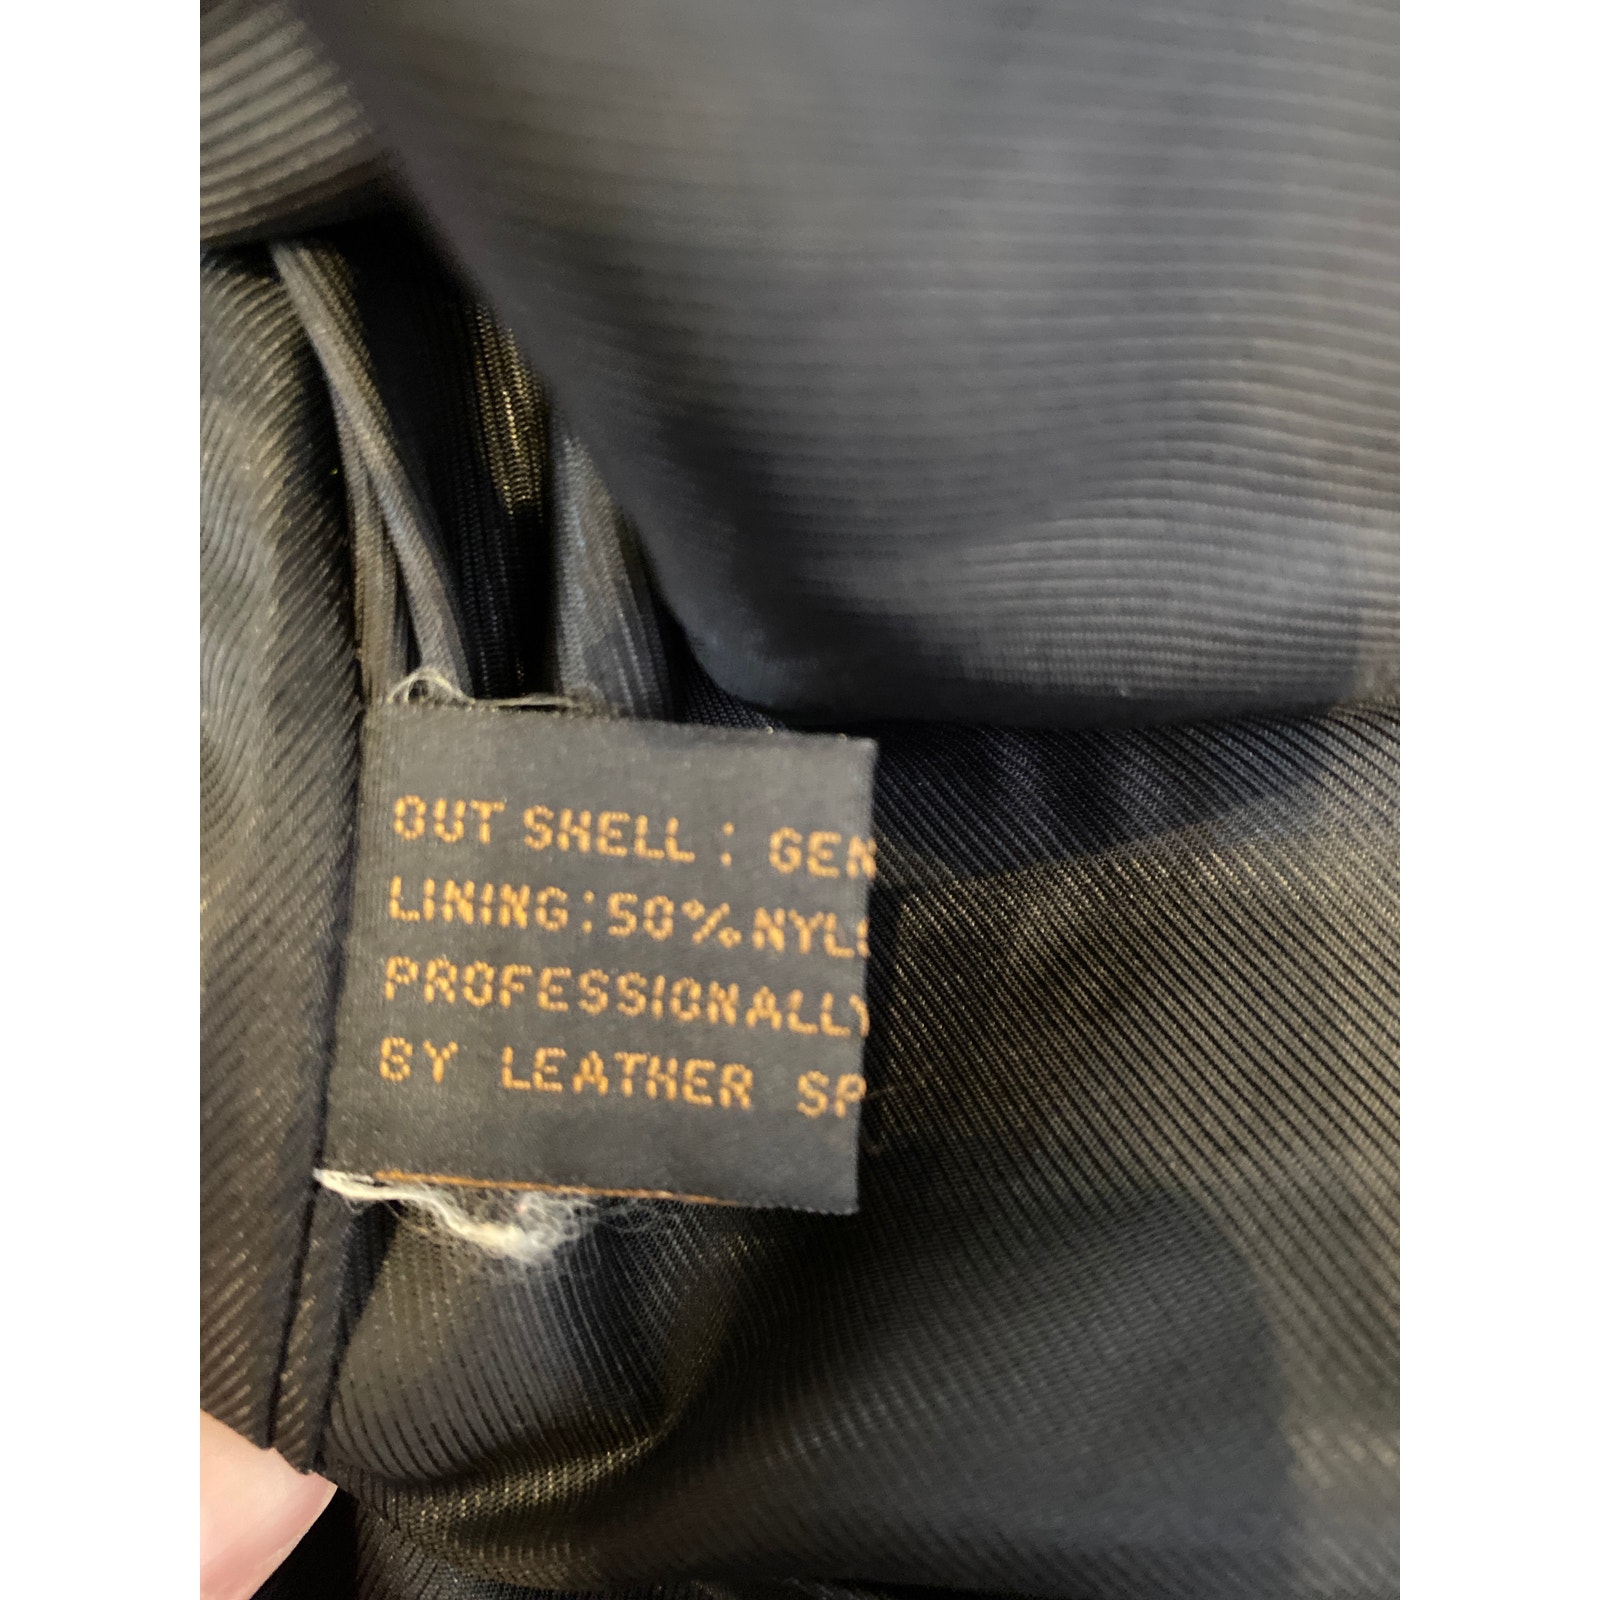 OUT SHELL : GEN
LINING:50%NYL
PROFESSIONALLY
BY LEATHER SP